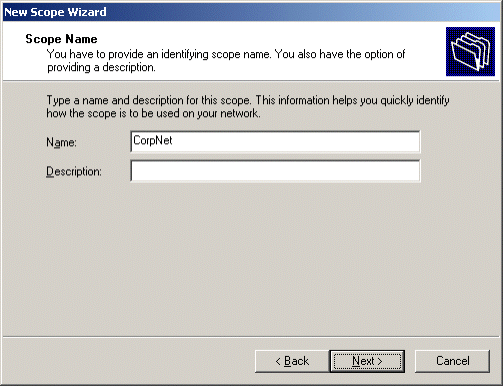 New Scope Wizard
Scope Name
You have to provide an identifying scope name. You also have the option of
providing a description.
Type a name and description for this scope. This information helps you quickly identify
how the scope is to be used on your network.
Name:
CorpNet
Description:
< Back
Next >
Cancel